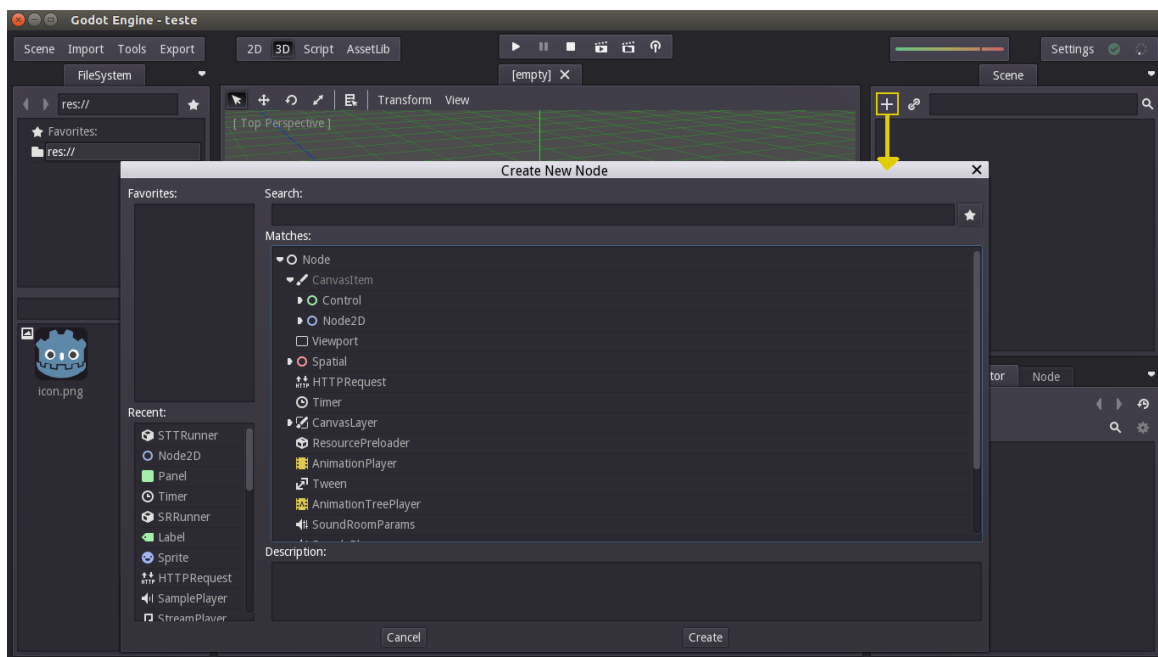 Godot Engine - teste
Scene Import Tools Export 2D 3D Script AssetLib Settings
FileSystem [empty] Scene
res://
Transform View
[ Top Perspective ]
Favorites:
res://
Create New Node
Favorites:
Search:
Matches:
Node
CanvasItem
Control
Node2D
Viewport
Spatial
HTTPRequest
Timer
CanvasLayer
ResourcePreloader
AnimationPlayer
Tween
AnimationTreePlayer
SoundRoomParams
Description:
Recent:
STTRunner
Node2D
Panel
Timer
SRRunner
Label
Sprite
HTTPRequest
SamplePlayer
StreamPlayer
Cancel Create
icon.png
tor Node